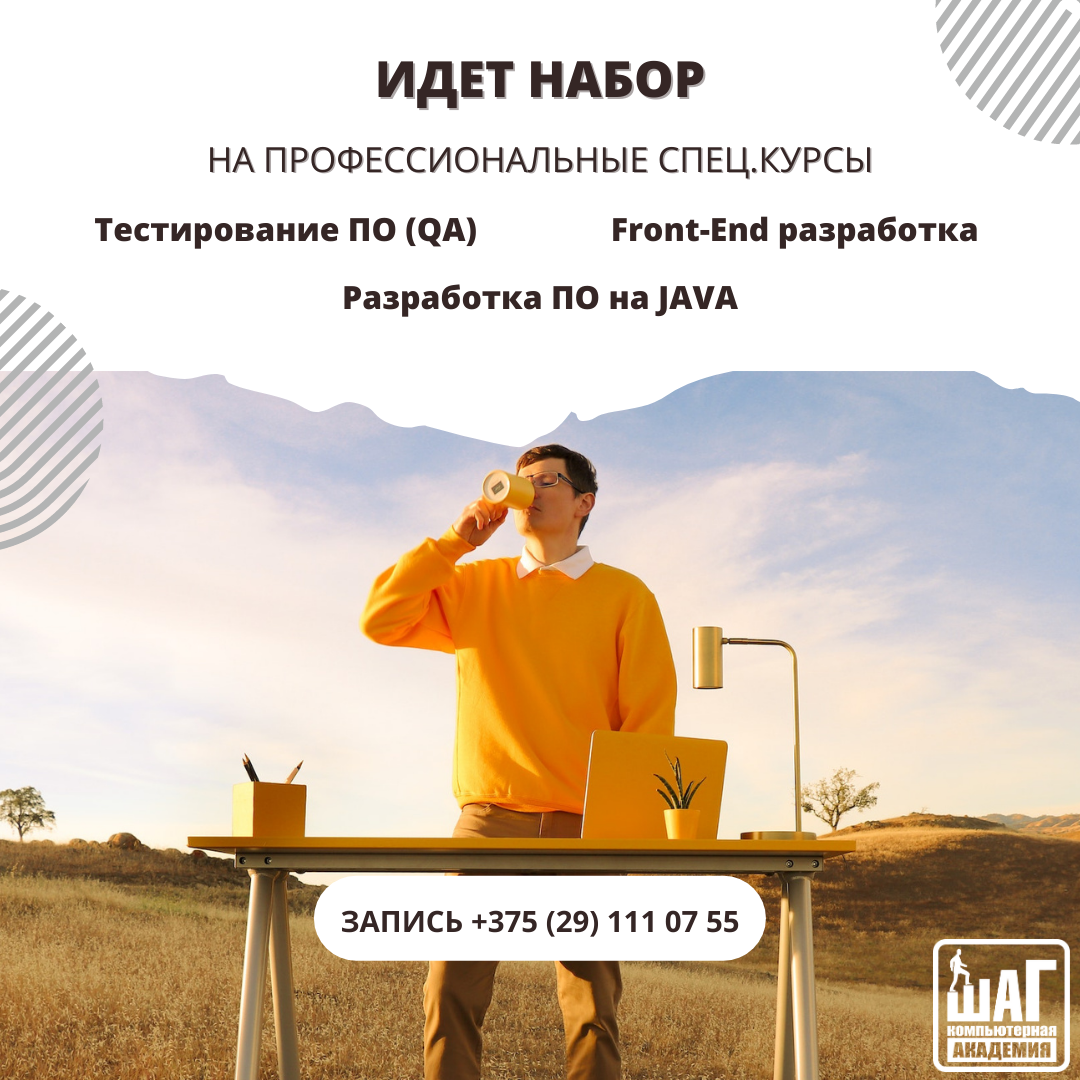 ИДЕТ НАБОР
НА ПРОФЕССИОНАЛЬНЫЕ СПЕЦ.КУРСЫ
Тестирование ПО (QA)
Front-End разработка
Разработка ПО на JAVA
ЗАПИСЬ +375 (29) 111 07 55
ШАГ
КОМПЬЮТЕРНАЯ
АКАДЕМИЯ